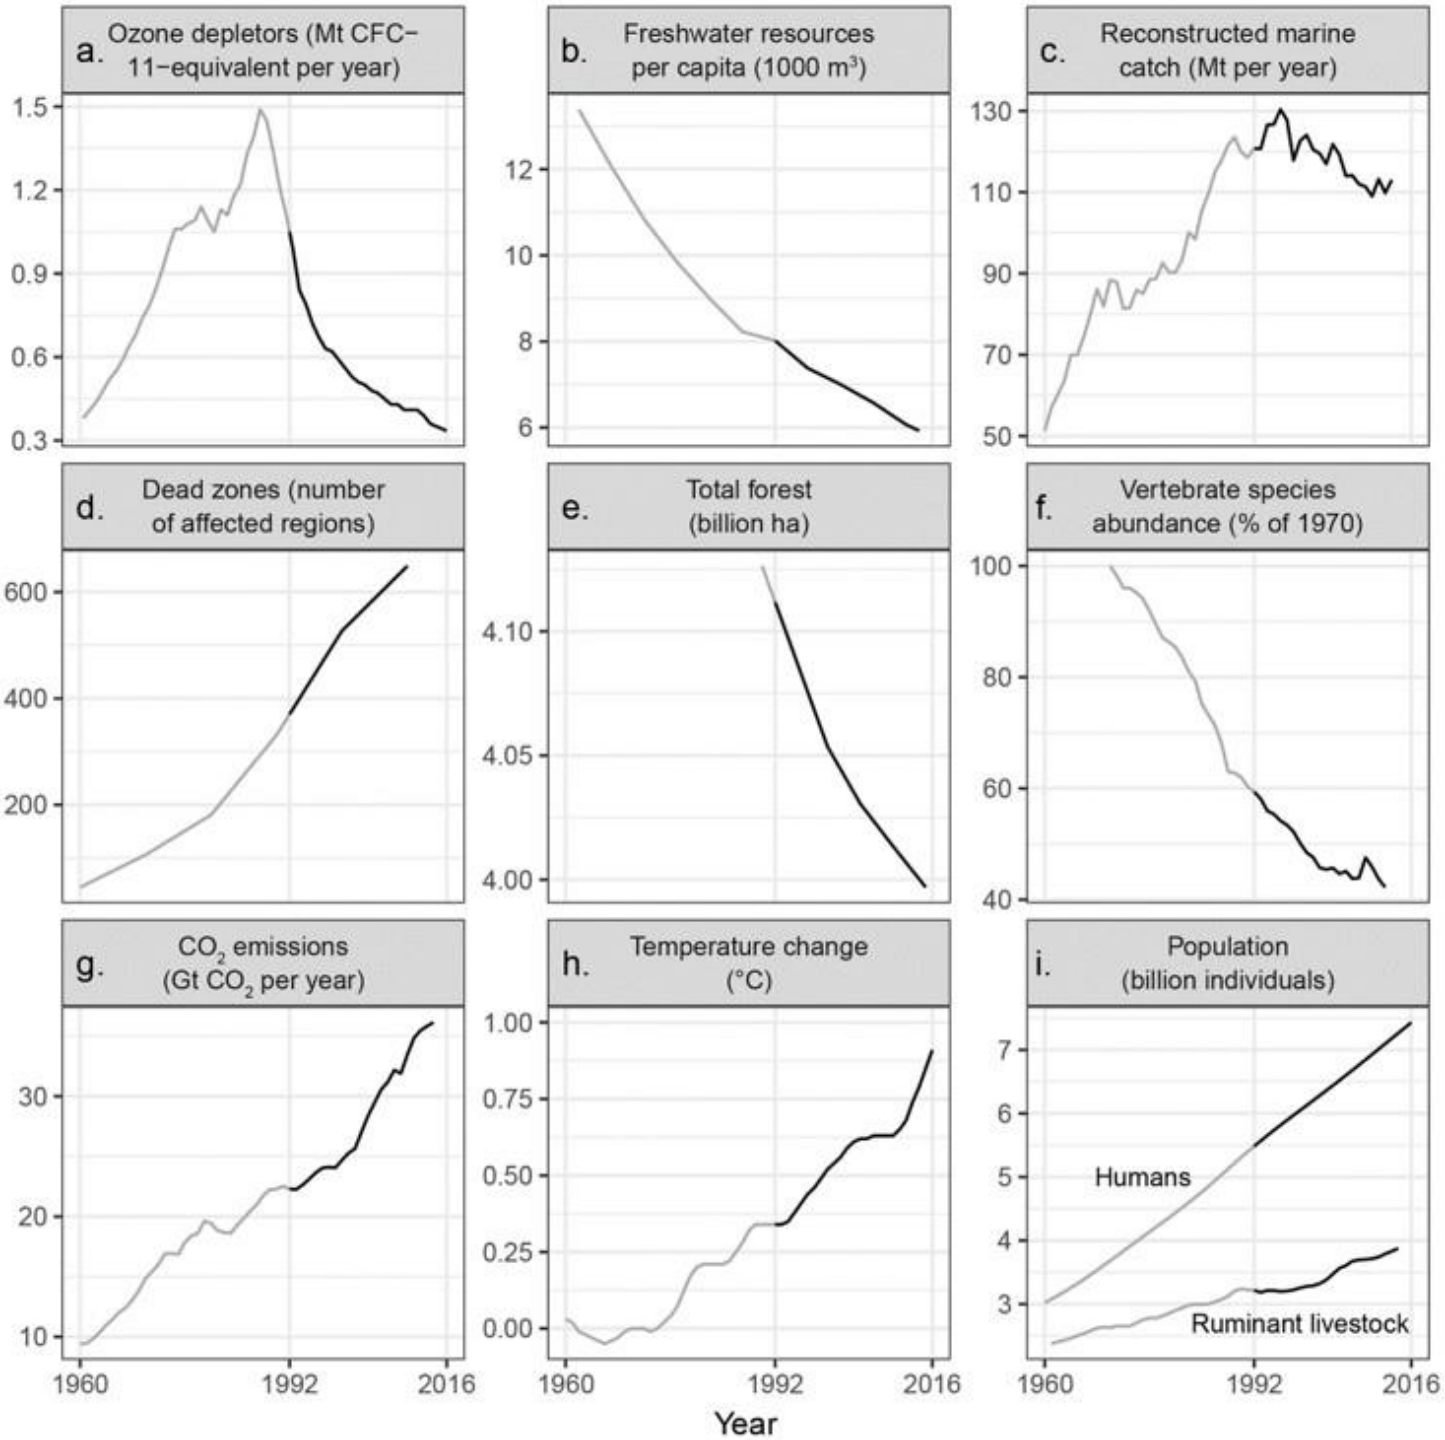 a. Ozone depletors (Mt CFC−
11−equivalent per year)
1.5
1.2
0.9
0.6
0.3
b. Freshwater resources
per capita (1000 m³)
12
10
8
6
c. Reconstructed marine
catch (Mt per year)
130
110
90
70
50
d. Dead zones (number
of affected regions)
600
400
200
e. Total forest
(billion ha)
4.10
4.05
4.00
f. Vertebrate species
abundance (% of 1970)
100
80
60
40
g. CO₂ emissions
(Gt CO₂ per year)
30
20
10
1960 1992 2016
h. Temperature change
(°C)
1.00
0.75
0.50
0.25
0.00
1960 1992 2016
i. Population
(billion individuals)
7
6
5
4
3
Humans
Ruminant livestock
1960 1992 2016
Year